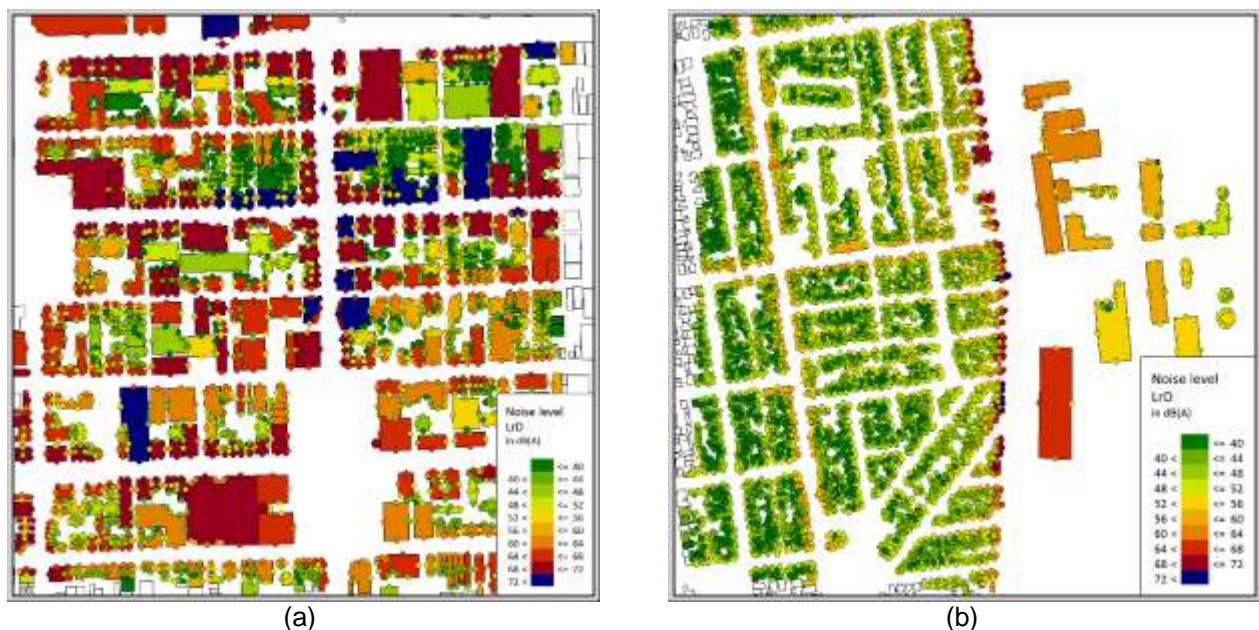 Noise level
LrD
in dB(A)
<= 40
40 < <= 44
44 < <= 48
48 < <= 52
52 < <= 56
56 < <= 60
60 < <= 64
64 < <= 68
68 < <= 72
72 <
Noise level
LrD
in dB(A)
<= 40
40 < <= 44
44 < <= 48
48 < <= 52
52 < <= 56
56 < <= 60
60 < <= 64
64 < <= 68
68 < <= 72
72 <
(a)
(b)